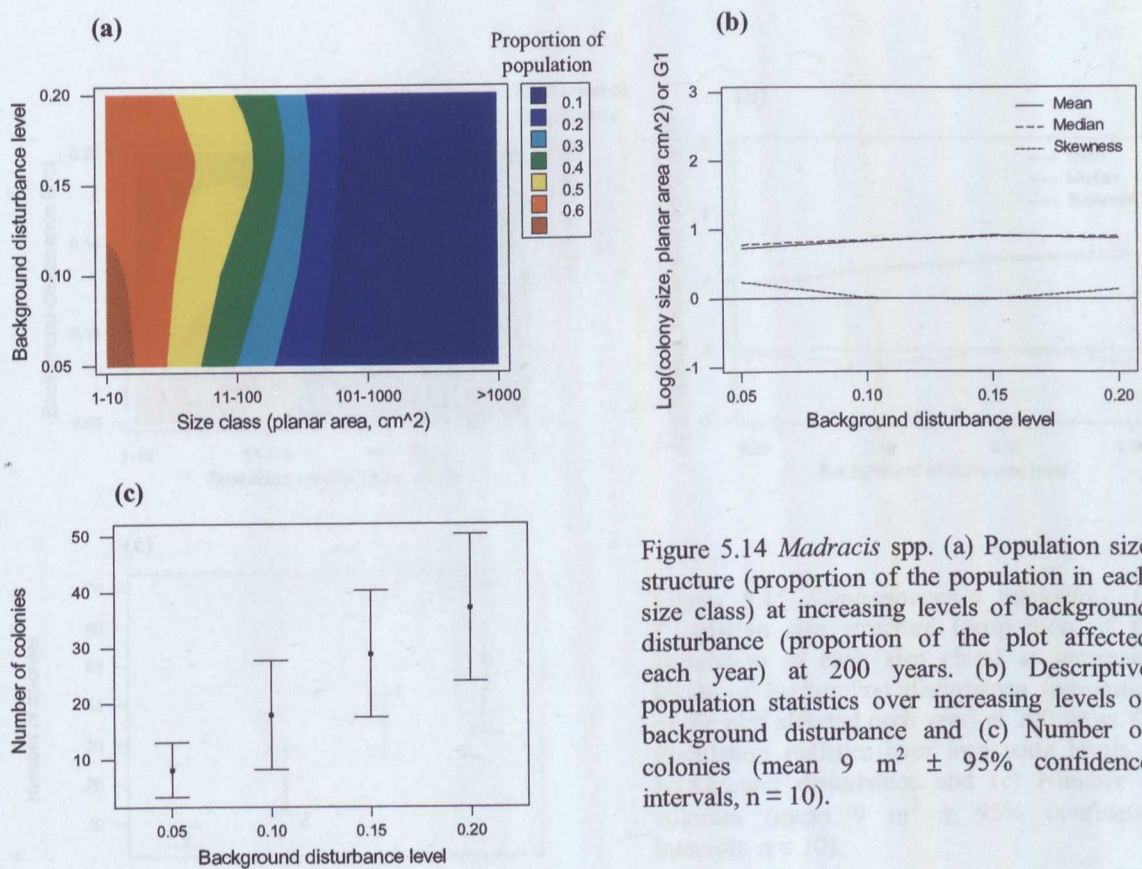 (a)
Proportion of
population
0.1
0.2
0.3
0.4
0.5
0.6
Background disturbance level
0.20
0.15
0.10
0.05
1-10
11-100
101-1000
>1000
Size class (planar area, cm^2)
(b)
Log(colony size, planar area cm^2) or G1
3
2
1
0
-1
Mean
Median
Skewness
0.05
0.10
0.15
0.20
Background disturbance level
(c)
Number of colonies
50
40
30
20
10
0.05
0.10
0.15
0.20
Background disturbance level
Figure 5.14 Madracis spp. (a) Population size
structure (proportion of the population in each
size class) at increasing levels of background
disturbance (proportion of the plot affected
each year) at 200 years. (b) Descriptive
population statistics over increasing levels of
background disturbance and (c) Number of
colonies (mean 9 m² ± 95% confidence
intervals, n = 10).